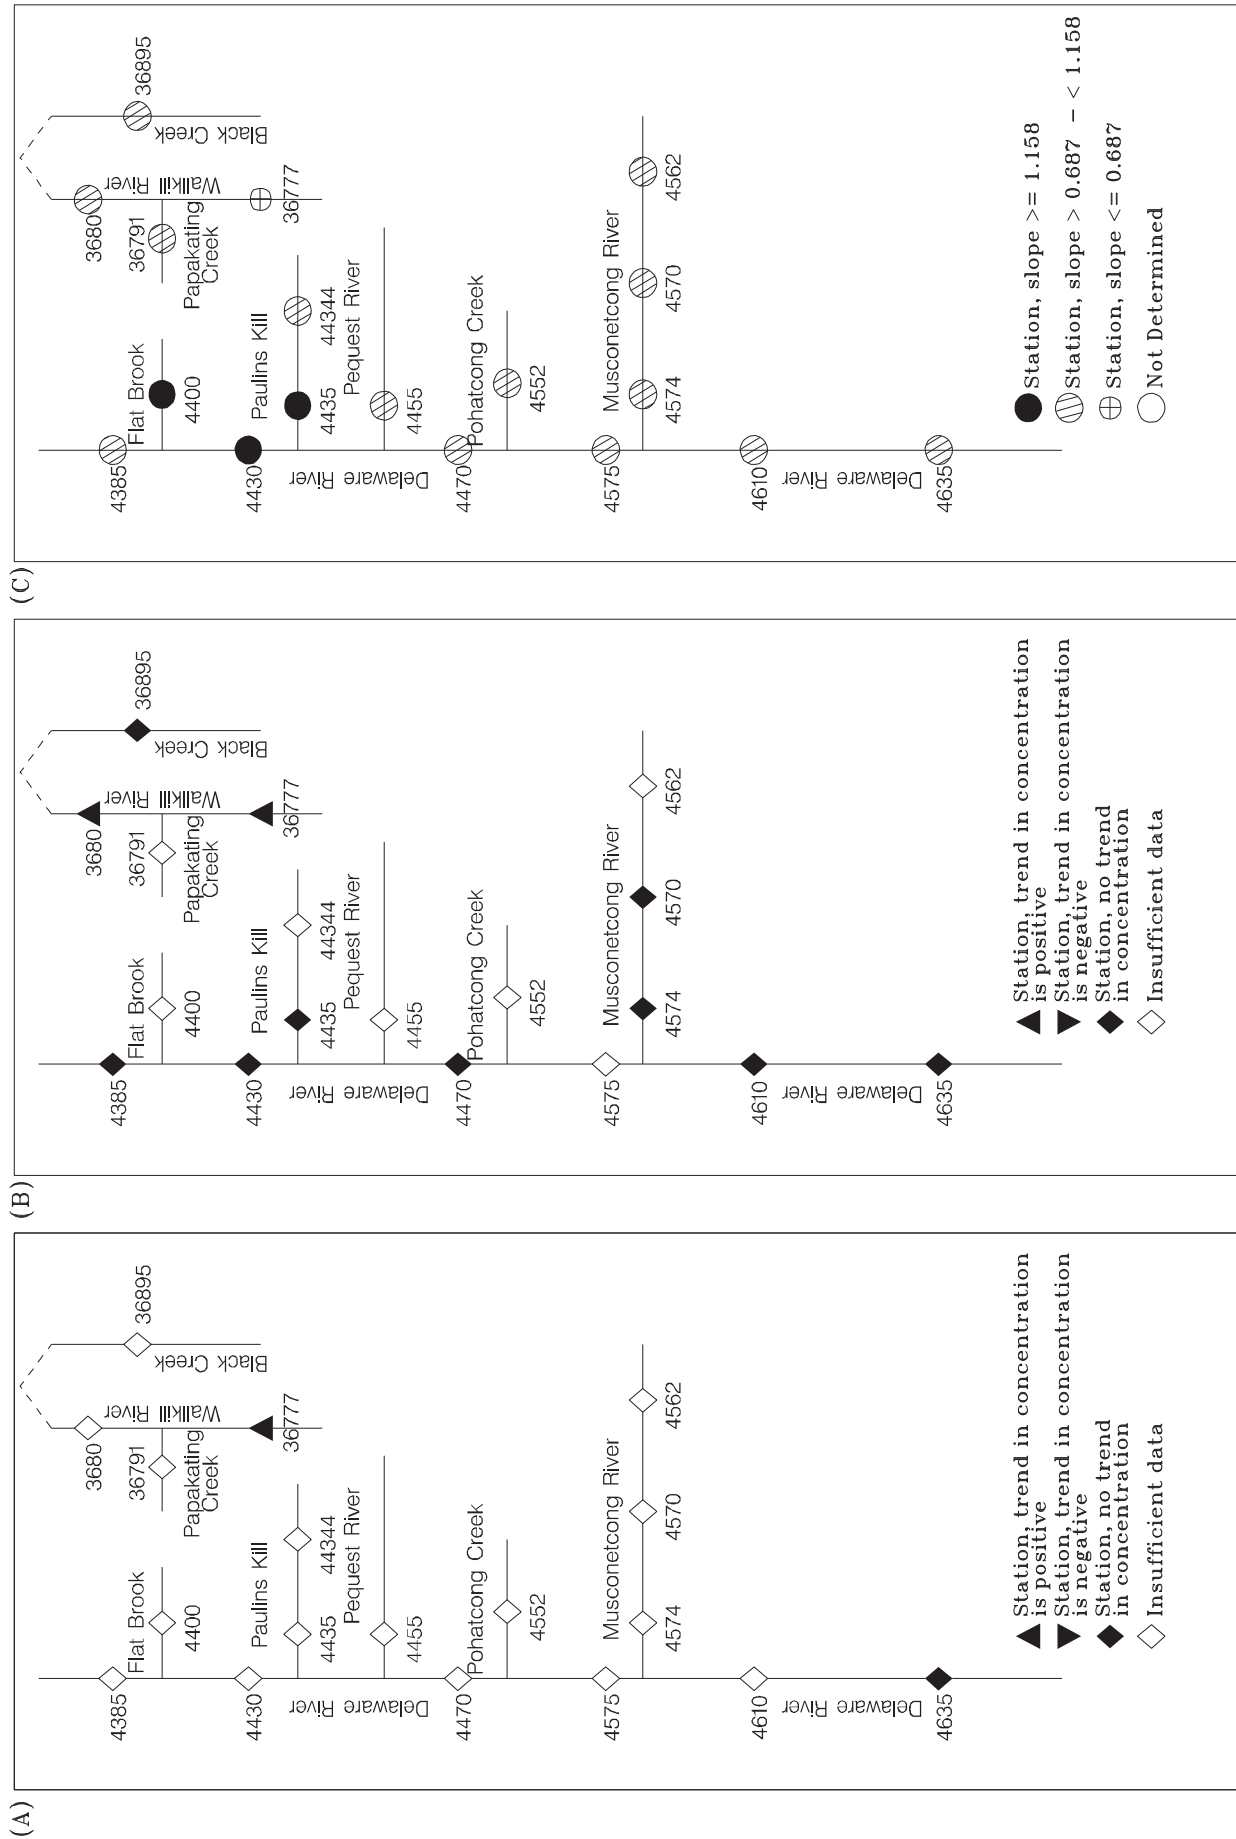 (A)
4385
Flat Brook
4400
3680
36791
Papakating
Creek
Wallkill
River
36777
Black Creek
36895
4430
Paulins Kill
4435
44344
Pequest River
4455
Delaware River
4470
Pohatcong Creek
4552
4575
Musconetcong River
4574
4570
4562
4610
Delaware River
4635
Station, trend in concentration
is positive
Station, trend in concentration
is negative
Station, no trend
in concentration
Insufficient data
(B)
4385
Flat Brook
4400
3680
36791
Papakating
Creek
Wallkill
River
36777
Black Creek
36895
4430
Paulins Kill
4435
44344
Pequest River
4455
Delaware River
4470
Pohatcong Creek
4552
4575
Musconetcong River
4574
4570
4562
4610
Delaware River
4635
Station, trend in concentration
is positive
Station, trend in concentration
is negative
Station, no trend
in concentration
Insufficient data
(C)
4385
Flat Brook
4400
3680
36791
Papakating
Creek
Wallkill
River
36777
Black Creek
36895
4430
Paulins Kill
4435
44344
Pequest River
4455
Delaware River
4470
Pohatcong Creek
4552
4575
Musconetcong River
4574
4570
4562
4610
Delaware River
4635
Station, slope >= 1.158
Station, slope > 0.687 - < 1.158
Station, slope <= 0.687
Not Determined